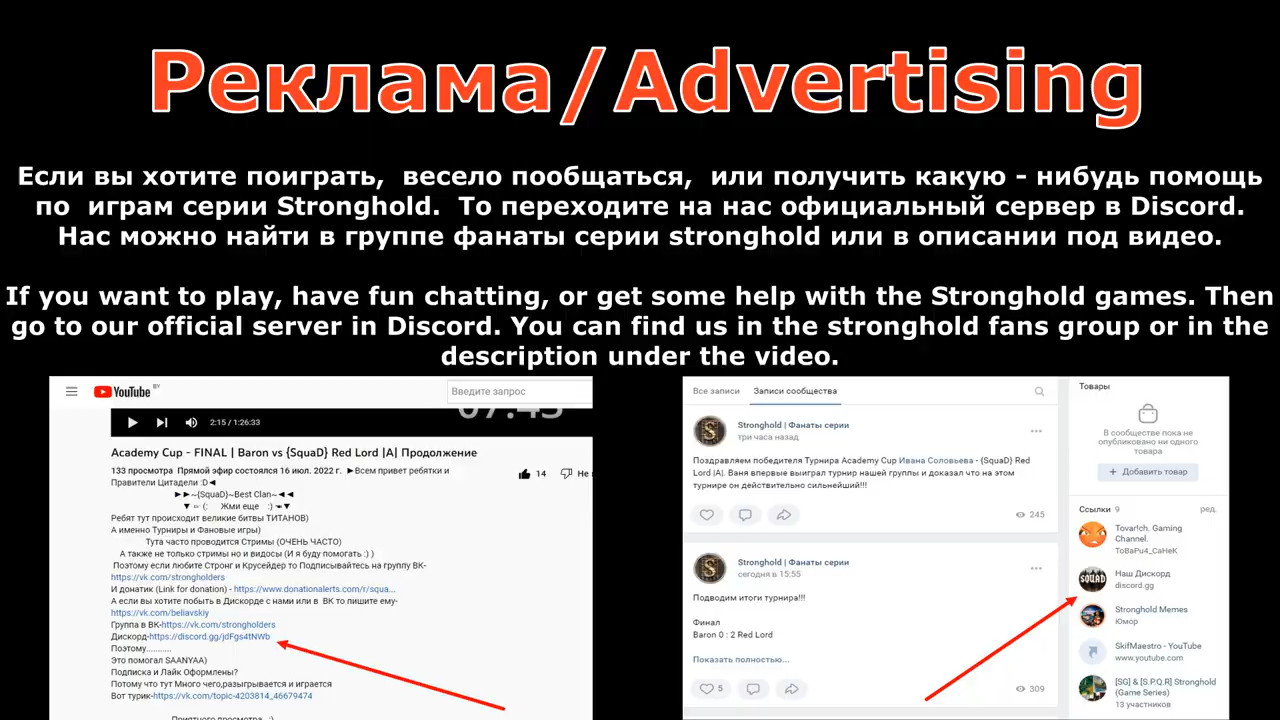 Реклама/Advertising
Если вы хотите поиграть, весело пообщаться, или получить какую - нибудь помощь
по играм серии Stronghold. То переходите на нас официальный сервер в Discord.
Нас можно найти в группе фанаты серии stronghold или в описании под видео.
If you want to play, have fun chatting, or get some help with the Stronghold games. Then
go to our official server in Discord. You can find us in the stronghold fans group or in the
description under the video.
YouTube BY
Введите запрос
2:15 / 1:26:33
Academy Cup - FINAL | Baron vs {SquaD} Red Lord |A| Продолжение
133 просмотра Прямой эфир состоялся 16 июл. 2022 г. ►Всем привет ребятки и
14 Не
Правители Цитадели :D◄
►►~{SquaD}~Best Clan~◄◄
(: Жми еще :)
Ребят тут происходит великие битвы ТИТАНОВ)
А именно Турниры и Фановые игры)
Тута часто проводится Стримы (ОЧЕНЬ ЧАСТО)
А также не только стримы но и видосы (И я буду помогать :) )
Поэтому если любите Стронг и Крусейдер то Подписывайтесь на группу ВК-
https://vk.com/strongholders
И донатик (Link for donation) - https://www.donationalerts.com/r/squa...
А если вы хотите побыть в Дискорде с нами или в ВК то пишите ему-
https://vk.com/beliavskiy
Группа в ВК-https://vk.com/strongholders
Дискорд-https://discord.gg/jdFgs4tNWb
Поэтому...........
Это помогал SAANYAA)
Подписка и Лайк Оформлены?
Потому что тут Много чего,разыгрывается и играется
Вот турик-https://vk.com/topic-4203814_46679474
Приятного просмотра :)
Все записи Записи сообщества
Stronghold | Фанаты серии
три часа назад
Поздравляем победителя Турнира Academy Cup Ивана Соловьева - {SquaD} Red
Lord |A|. Ваня впервые выиграл турнир нашей группы и доказал что на этом
турнире он действительно сильнейший!!!
245
Stronghold | Фанаты серии
сегодня в 15:55
Подводим итоги турнира!!!
Финал
Baron 0 : 2 Red Lord
Показать полностью...
5 309
Товары
В сообществе пока не
опубликовано ни одного
товара
+ Добавить товар
Ссылки 9 ред.
Tovar!ch. Gaming
Channel.
ToBaPu4_CaHeK
Наш Дискорд
discord.gg
SQUAD
Stronghold Memes
Юмор
SkifMaestro - YouTube
www.youtube.com
[SG] & [S.P.Q.R] Stronghold
(Game Series)
13 участников